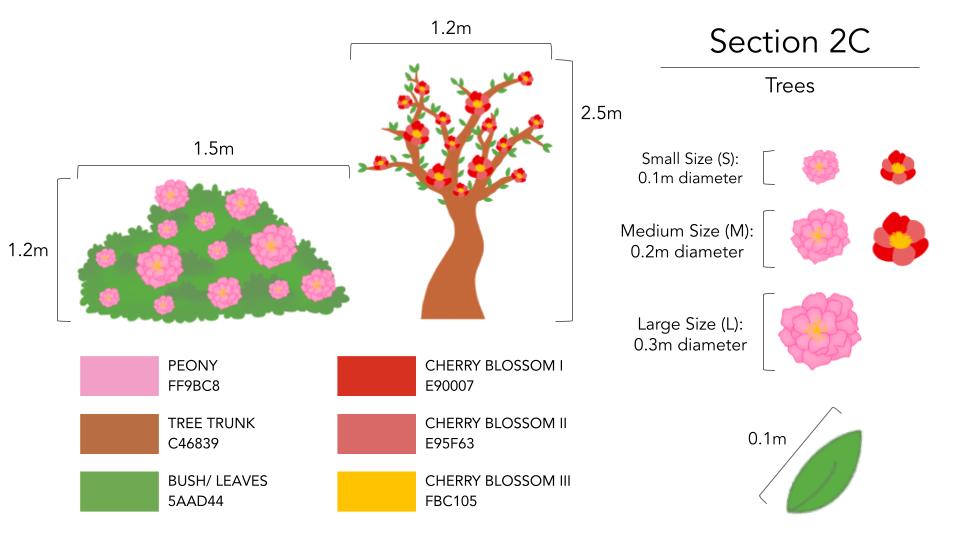 Section 2C
Trees
1.2m
2.5m
1.5m
1.2m
Small Size (S):
0.1m diameter
Medium Size (M):
0.2m diameter
Large Size (L):
0.3m diameter
0.1m
PEONY
FF9BC8
TREE TRUNK
C46839
BUSH/ LEAVES
5AAD44
CHERRY BLOSSOM I
E90007
CHERRY BLOSSOM II
E95F63
CHERRY BLOSSOM III
FBC105